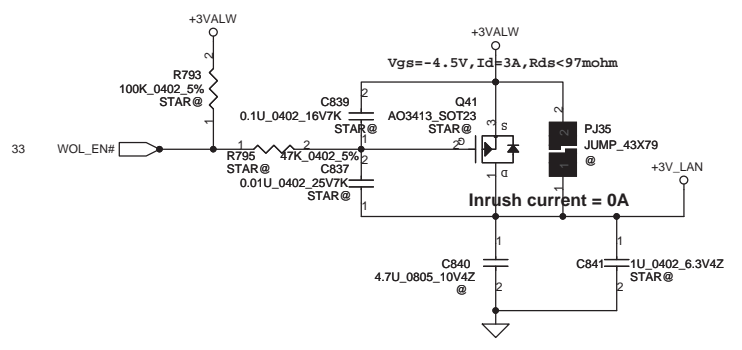 +3VALW
+3VALW
Vgs=-4.5V,Id=3A,Rds<97mohm
2
R793
100K_0402_5%
STAR@
1
C839
0.1U_0402_16V7K
STAR@
2
1
Q41
AO3413_SOT23
STAR@
3
S
G
2
D
1
2
2
PJ35
JUMP_43X79
@
1
1
33
WOL_EN#
1
2
R795
47K_0402_5%
STAR@
C837
0.01U_0402_25V7K
STAR@
2
1
+3V_LAN
Inrush current = 0A
1
C840
4.7U_0805_10V4Z
@
2
1
C841
1U_0402_6.3V4Z
STAR@
2